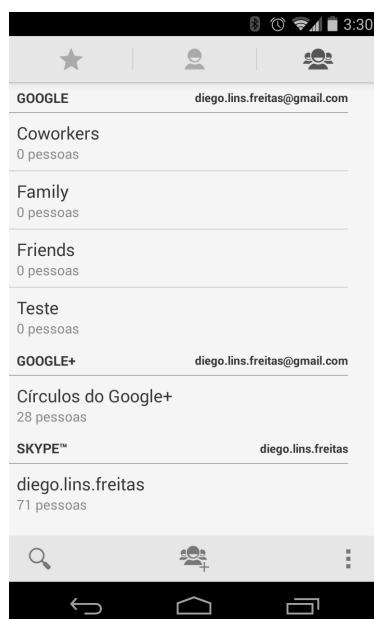 3:30
GOOGLE diego.lins.freitas@gmail.com
Coworkers
0 pessoas
Family
0 pessoas
Friends
0 pessoas
Teste
0 pessoas
GOOGLE+ diego.lins.freitas@gmail.com
Círculos do Google+
28 pessoas
SKYPE™ diego.lins.freitas
diego.lins.freitas
71 pessoas